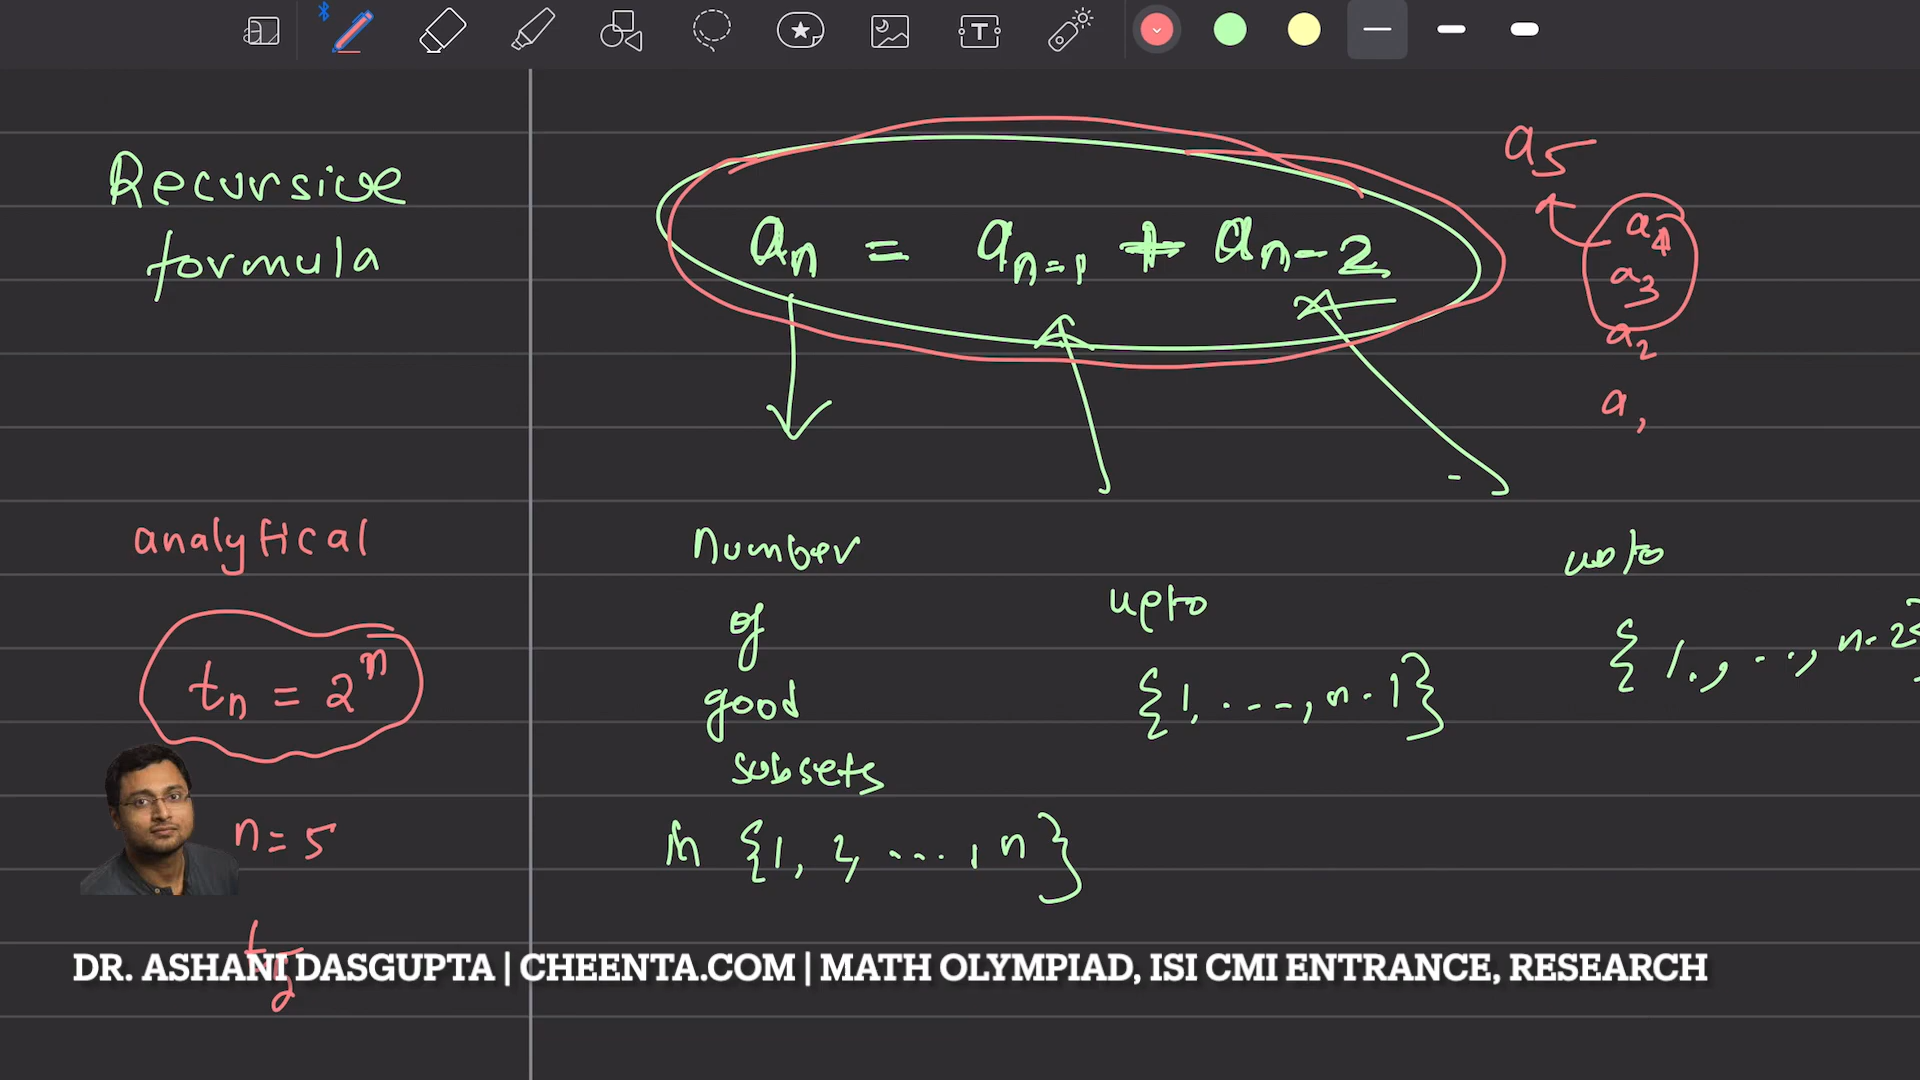 Recursive
formula
aₙ = aₙ₌₁ + aₙ₋₂
a₅
a₄
a₃
a₂
a₁
analytical
tₙ = 2ⁿ
n = 5
number
of
good
subsets
in {1, 2, ..., n}
upto
{1, ---, n-1}
upto
{1, ..., n-2}
DR. ASHANI DASGUPTA | CHEENTA.COM | MATH OLYMPIAD, ISI CMI ENTRANCE, RESEARCH